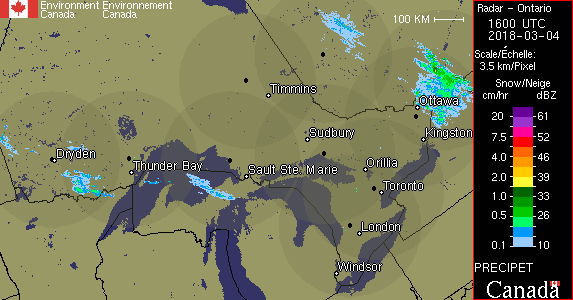 Environment Environnement
Canada Canada
100 KM
Timmins
Ottawa
Sudbury
Kingston
Dryden
Thunder Bay
Sault Ste. Marie
Orillia
Toronto
London
Windsor
Radar - Ontario
1600 UTC
2018-03-04
Scale/Échelle:
3.5 km/Pixel
Snow/Neige
cm/hr dBZ
20 61
7.5 52
4.0 46
2.0 39
1.0 33
0.5 26
0.1 10
PRECIPET
Canada